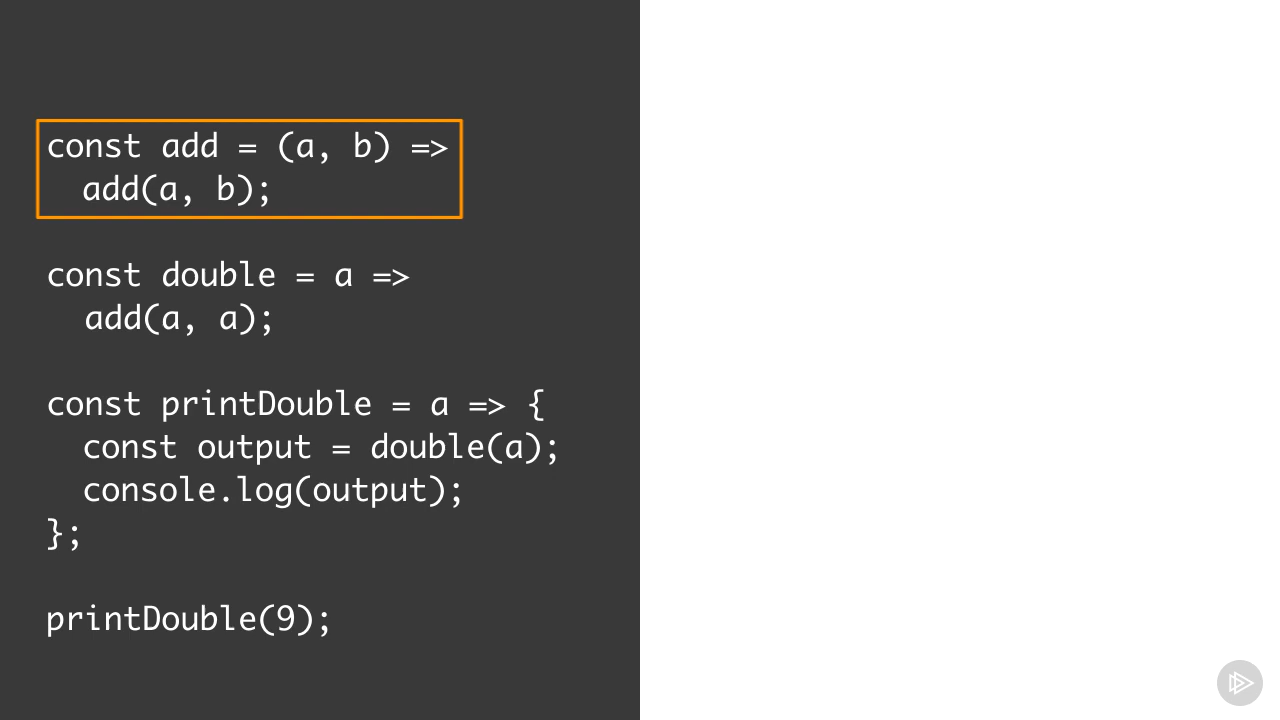 const add = (a, b) =>
  add(a, b);

const double = a =>
  add(a, a);

const printDouble = a => {
  const output = double(a);
  console.log(output);
};

printDouble(9);